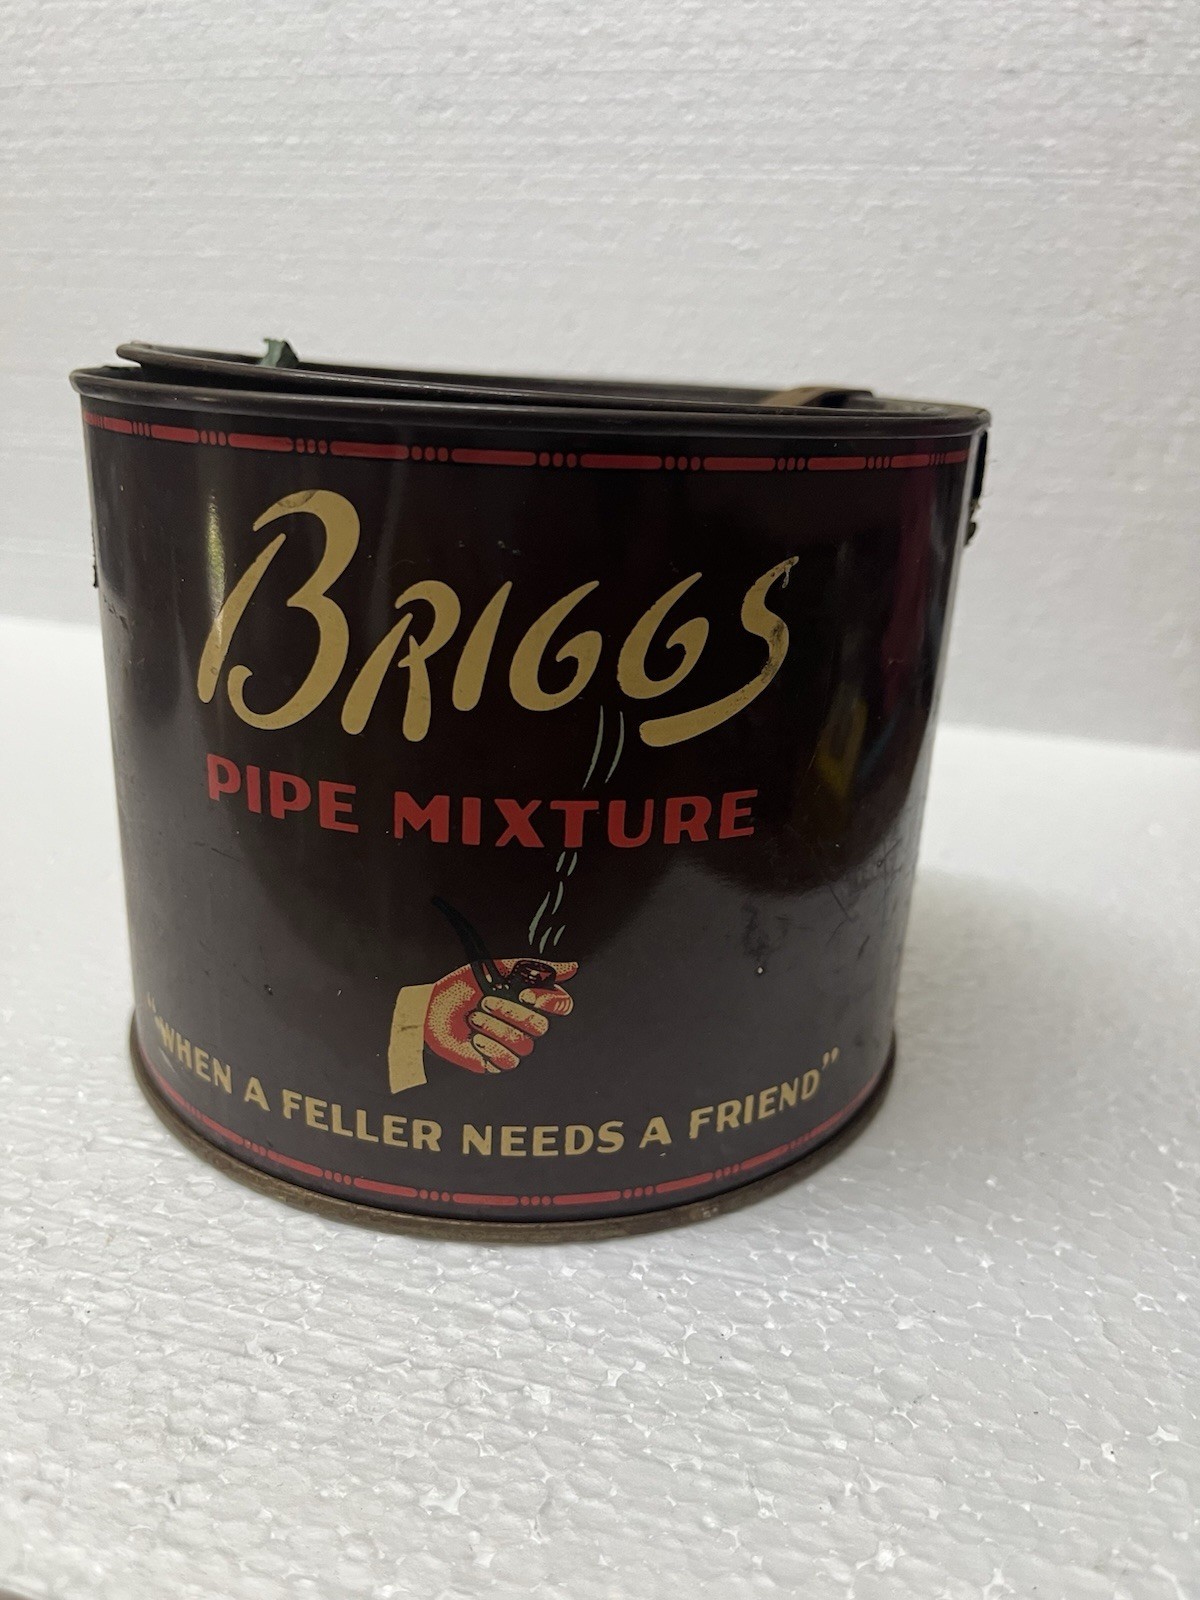 BRIGGS
PIPE MIXTURE
"WHEN A FELLER NEEDS A FRIEND"